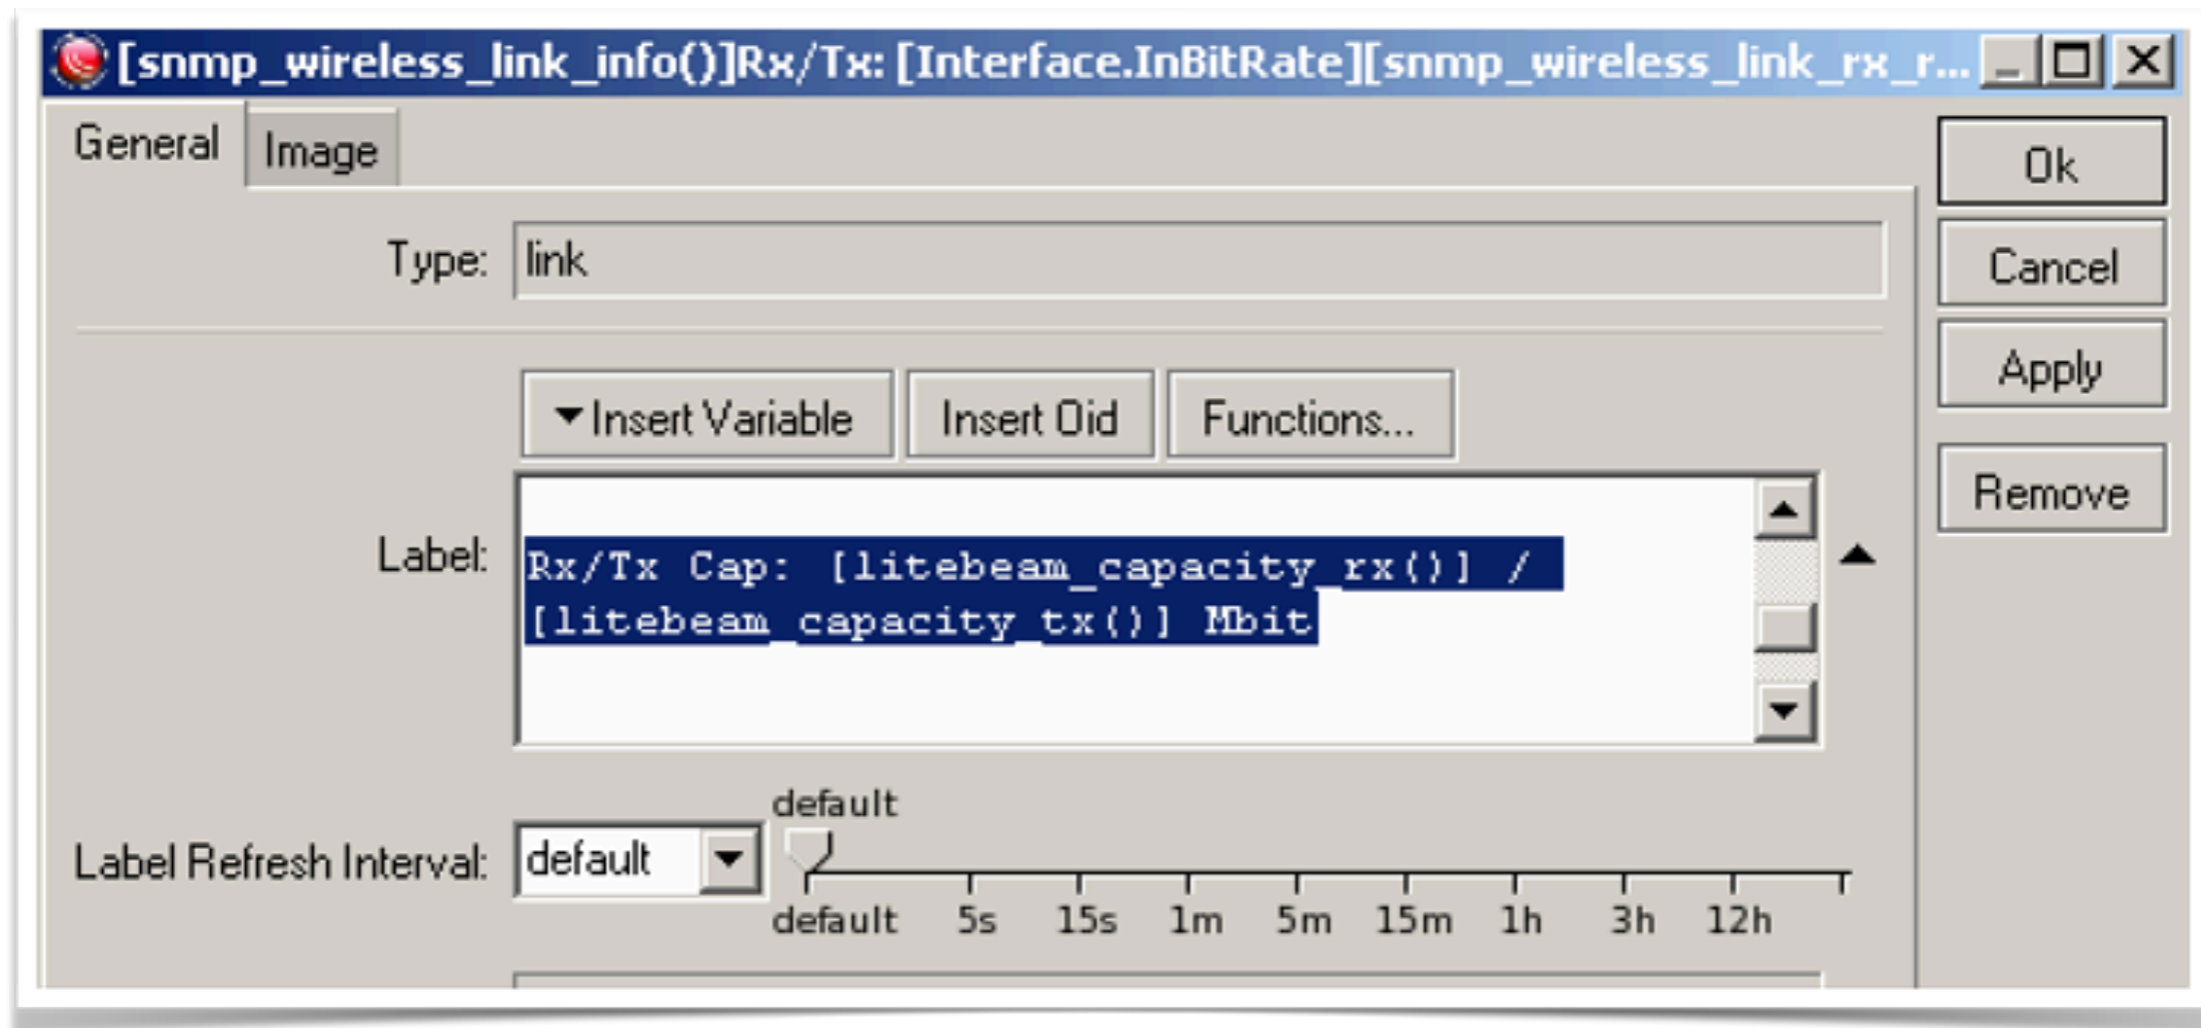 [snmp_wireless_link_info()]Rx/Tx: [Interface.InBitRate][snmp_wireless_link_rx_r...
General
Image
Ok
Type:
link
Cancel
Apply
Insert Variable
Insert Oid
Functions...
Remove
Label:
Rx/Tx Cap: [litebeam_capacity_rx()] /
[litebeam_capacity_tx()] Mbit
default
Label Refresh Interval:
default
default 5s 15s 1m 5m 15m 1h 3h 12h